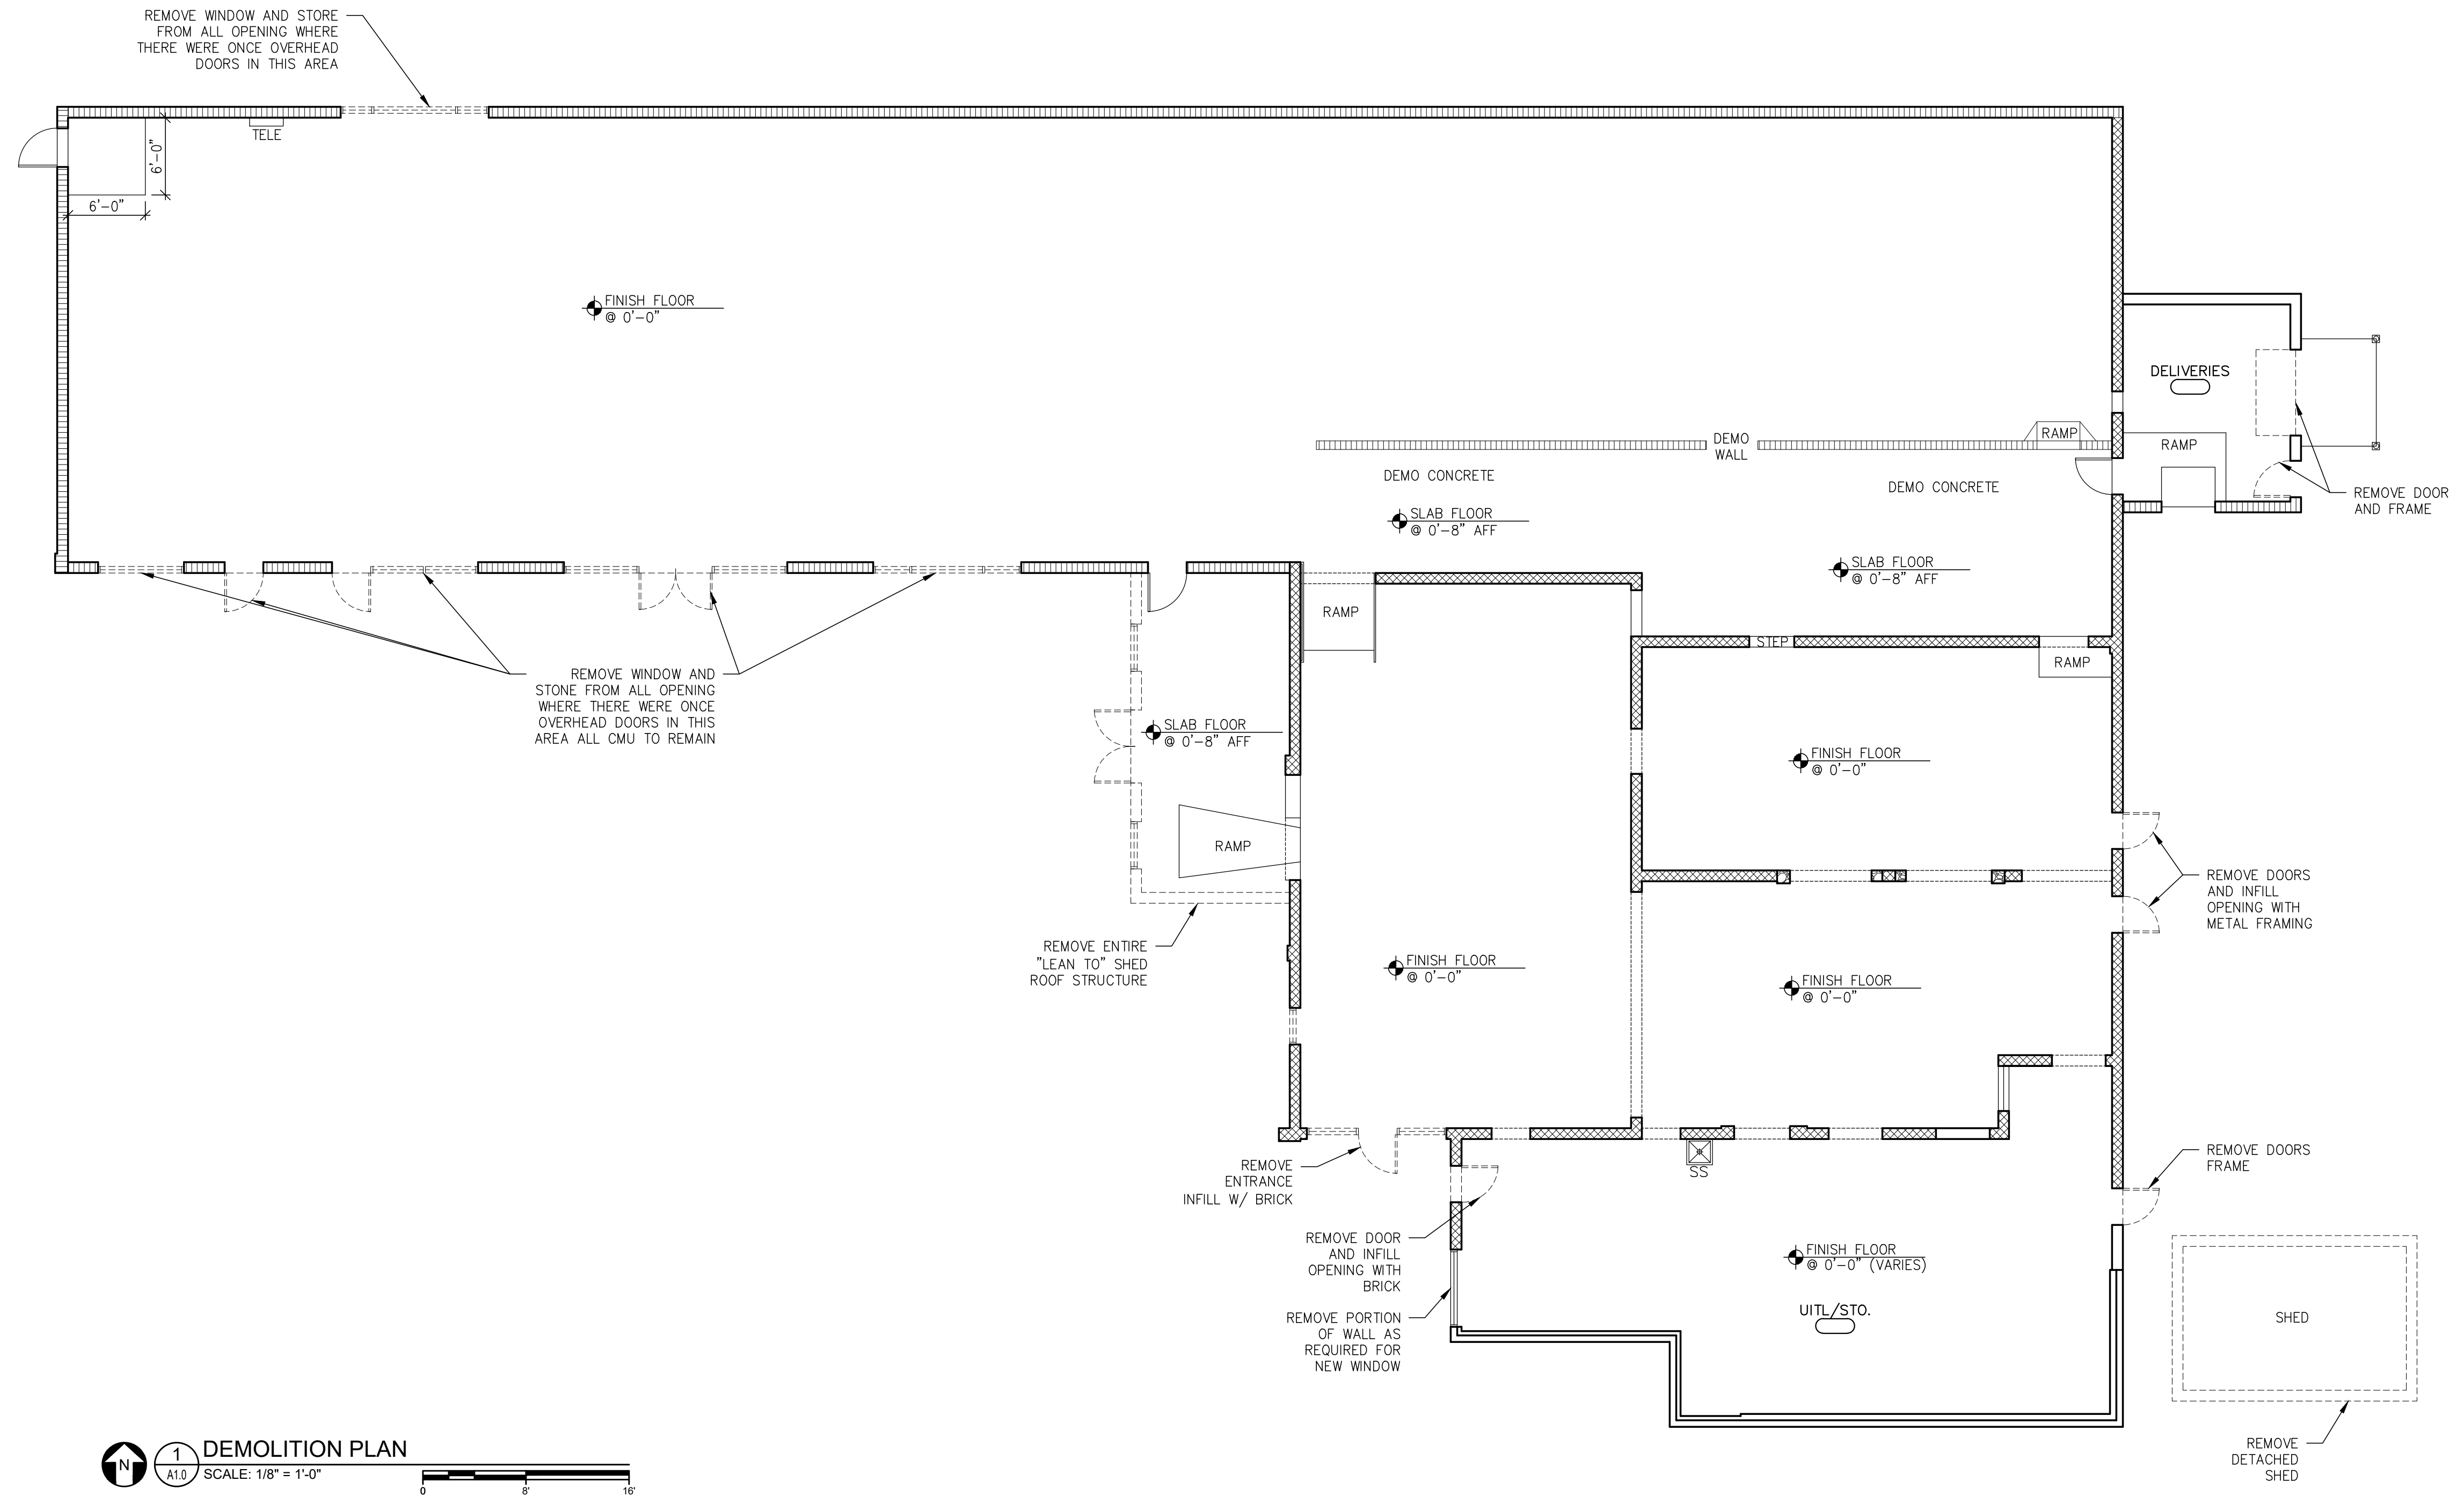 REMOVE WINDOW AND STORE
FROM ALL OPENING WHERE
THERE WERE ONCE OVERHEAD
DOORS IN THIS AREA
TELE
6'-0"
6'-0"
FINISH FLOOR
@ 0'-0"
DELIVERIES
RAMP
DEMO
WALL
RAMP
DEMO CONCRETE
DEMO CONCRETE
REMOVE DOOR
AND FRAME
SLAB FLOOR
@ 0'-8" AFF
SLAB FLOOR
@ 0'-8" AFF
RAMP
STEP
RAMP
REMOVE WINDOW AND
STONE FROM ALL OPENING
WHERE THERE WERE ONCE
OVERHEAD DOORS IN THIS
AREA ALL CMU TO REMAIN
SLAB FLOOR
@ 0'-8" AFF
FINISH FLOOR
@ 0'-0"
RAMP
REMOVE DOORS
AND INFILL
OPENING WITH
METAL FRAMING
REMOVE ENTIRE
"LEAN TO" SHED
ROOF STRUCTURE
FINISH FLOOR
@ 0'-0"
FINISH FLOOR
@ 0'-0"
REMOVE
ENTRANCE
INFILL W/ BRICK
SS
REMOVE DOORS
FRAME
REMOVE DOOR
AND INFILL
OPENING WITH
BRICK
FINISH FLOOR
@ 0'-0" (VARIES)
UITL/STO.
REMOVE PORTION
OF WALL AS
REQUIRED FOR
NEW WINDOW
SHED
REMOVE
DETACHED
SHED
N
1
A1.0
DEMOLITION PLAN
SCALE: 1/8" = 1'-0"
0 8' 16'